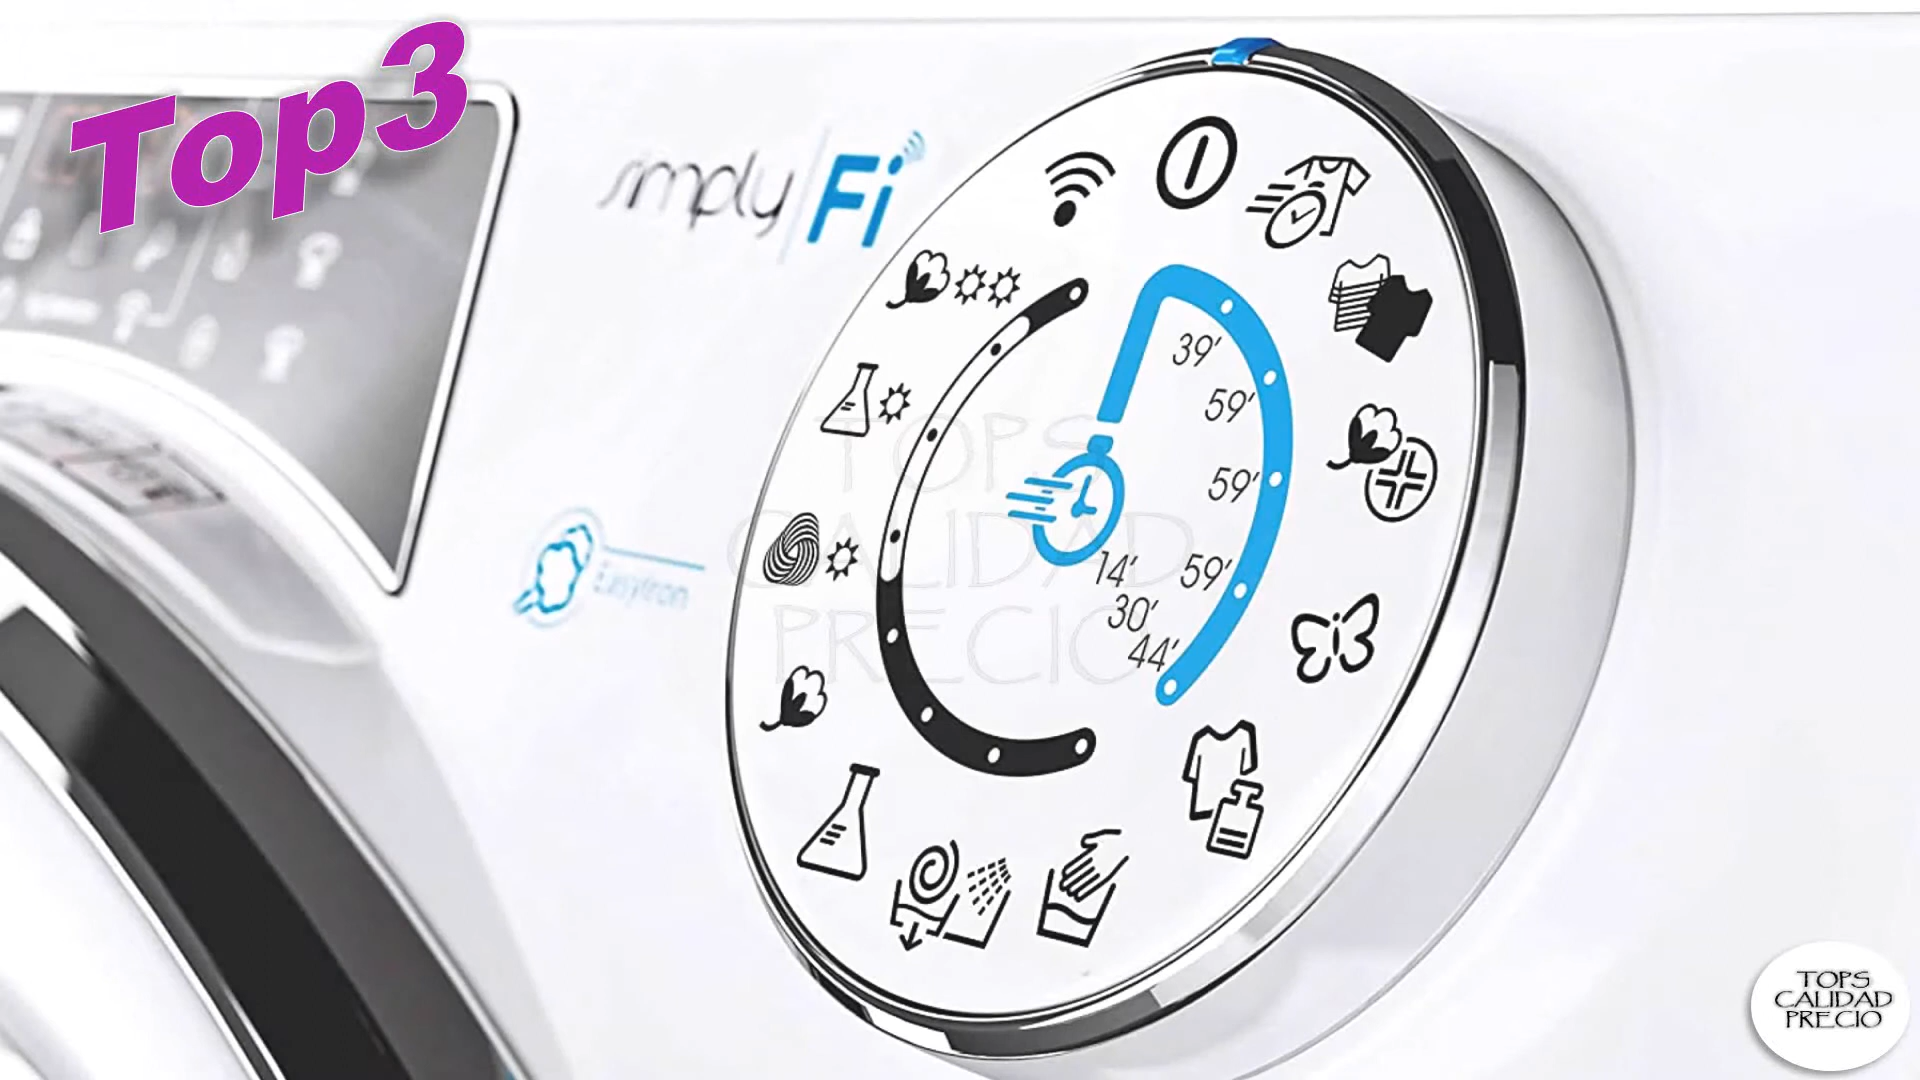 Top3
simply Fi
39'
59'
59'
59'
14'
30'
44'
Easy Iron
TOPS
CALIDAD
PRECIO
TOPS
CALIDAD
PRECIO